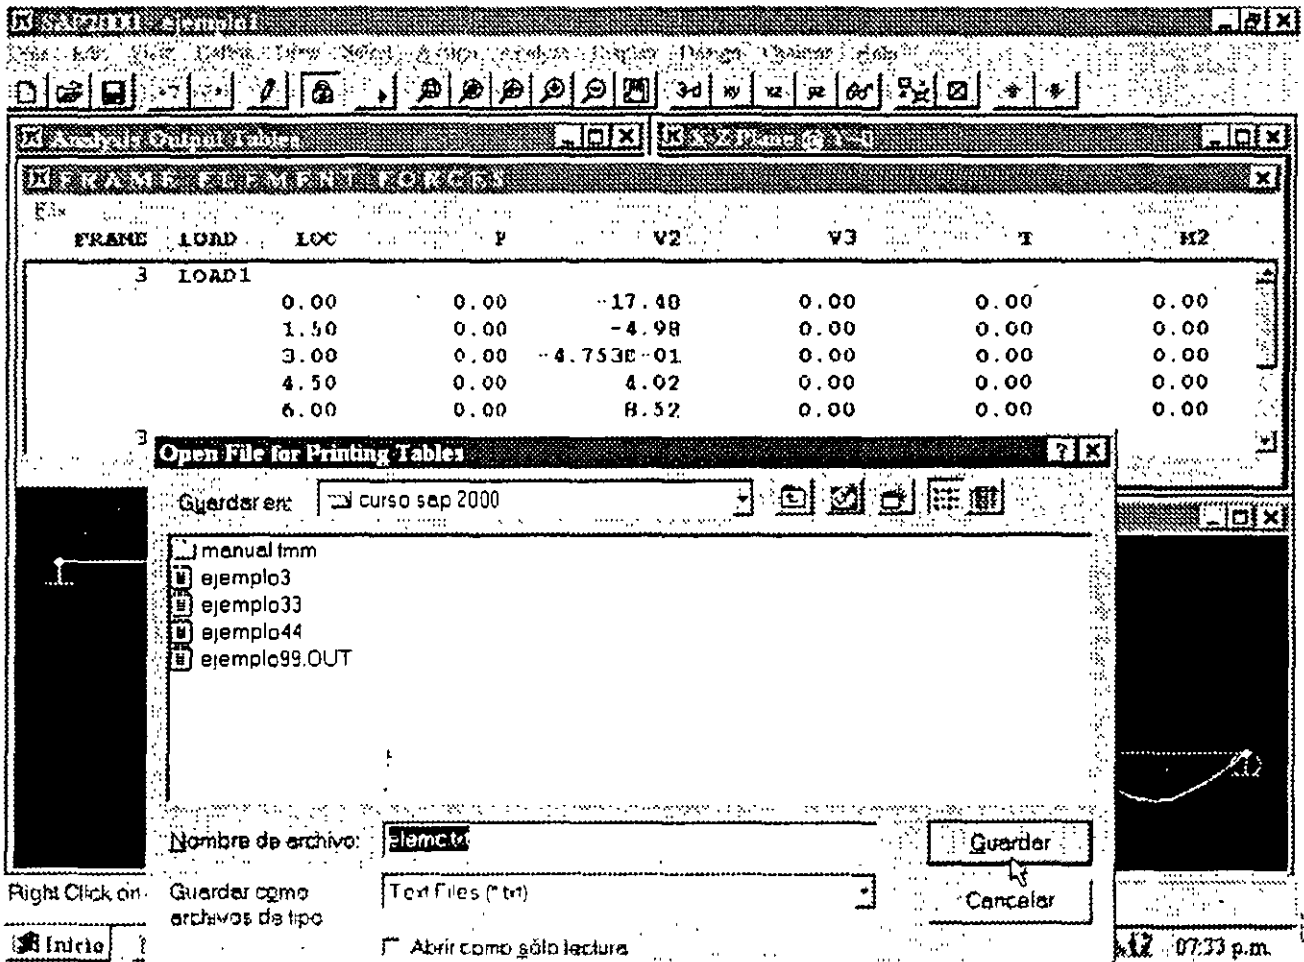 SAP2000 - ejemplo1
Analysis Output Tables
X-Z Plane @
FRAME ELEMENT FORCES
File
FRAME LOAD LOC P V2 V3 T M2
3 LOAD1
0.00 0.00 -17.48 0.00 0.00 0.00
1.50 0.00 -4.98 0.00 0.00 0.00
3.00 0.00 -4.753E-01 0.00 0.00 0.00
4.50 0.00 4.02 0.00 0.00 0.00
6.00 0.00 8.52 0.00 0.00 0.00
3
Open File for Printing Tables
Guardar en: curso sap 2000
manual tmm
ejemplo3
ejemplo33
ejemplo44
ejemplo99.OUT
Nombre de archivo:
Guardar
Right Click on
Guardar como archivos de tipo
Text Files (*.txt)
Cancelar
Abrir como sólo lectura
Inicio
07:33 p.m.